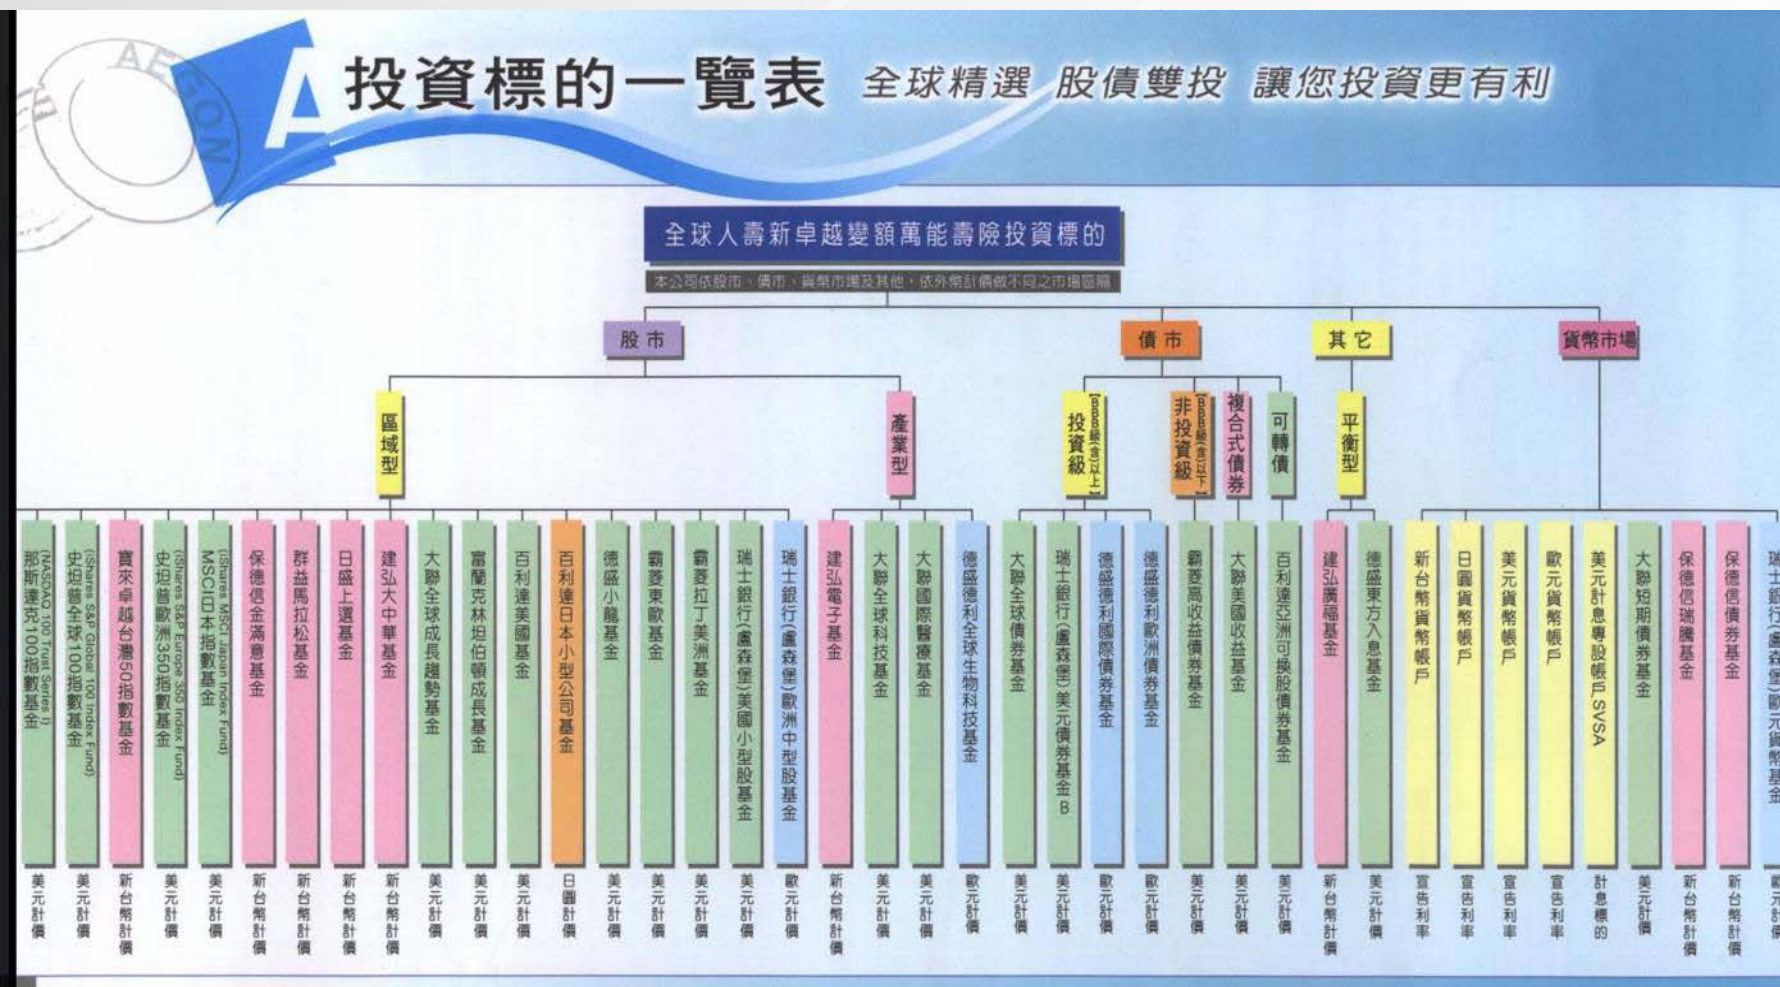 AEGON
A 投資標的一覽表 全球精選 股債雙投 讓您投資更有利
全球人壽新卓越變額萬能壽險投資標的
本公司依股市、債市、貨幣市場及其他,依外幣計價做不同之市場區隔
股市
債市
其它
貨幣市場
區域型
產業型
投資級
【BBB級(含)以上】
非投資級
【BBB級(含)以下】
複合式債券
可轉債
平衡型
那斯達克100指數基金
(NASDAQ 100 Trust Series I)
史坦普全球100指數基金
(iShares S&P Global 100 Index Fund)
寶來卓越台灣50指數基金
史坦普歐洲350指數基金
(iShares S&P Europe 350 Index Fund)
MSCI日本指數基金
(iShares MSCI Japan Index Fund)
保德信金滿意基金
群益馬拉松基金
日盛上選基金
建弘大中華基金
大聯全球成長趨勢基金
富蘭克林坦伯頓成長基金
百利達美國基金
百利達日本小型公司基金
德盛小龍基金
霸菱東歐基金
霸菱拉丁美洲基金
瑞士銀行(盧森堡)美國小型股基金
瑞士銀行(盧森堡)歐洲中型股基金
建弘電子基金
大聯全球科技基金
大聯國際醫療基金
德盛德利全球生物科技基金
大聯全球債券基金
瑞士銀行(盧森堡)美元債券基金B
德盛德利國際債券基金
德盛德利歐洲債券基金
霸菱高收益債券基金
大聯美國收益基金
百利達亞洲可換股債券基金
建弘廣福基金
德盛東方入息基金
新台幣貨幣帳戶
日圓貨幣帳戶
美元貨幣帳戶
歐元貨幣帳戶
美元計息專設帳戶SVSA
大聯短期債券基金
保德信瑞騰基金
保德信債券基金
瑞士銀行(盧森堡)歐元貨幣基金
美元計價
美元計價
新台幣計價
美元計價
美元計價
新台幣計價
新台幣計價
新台幣計價
新台幣計價
美元計價
美元計價
美元計價
日圓計價
美元計價
美元計價
美元計價
美元計價
歐元計價
新台幣計價
美元計價
美元計價
歐元計價
美元計價
美元計價
歐元計價
歐元計價
美元計價
美元計價
美元計價
新台幣計價
美元計價
宣告利率
宣告利率
宣告利率
宣告利率
計息標的
美元計價
新台幣計價
新台幣計價
歐元計價